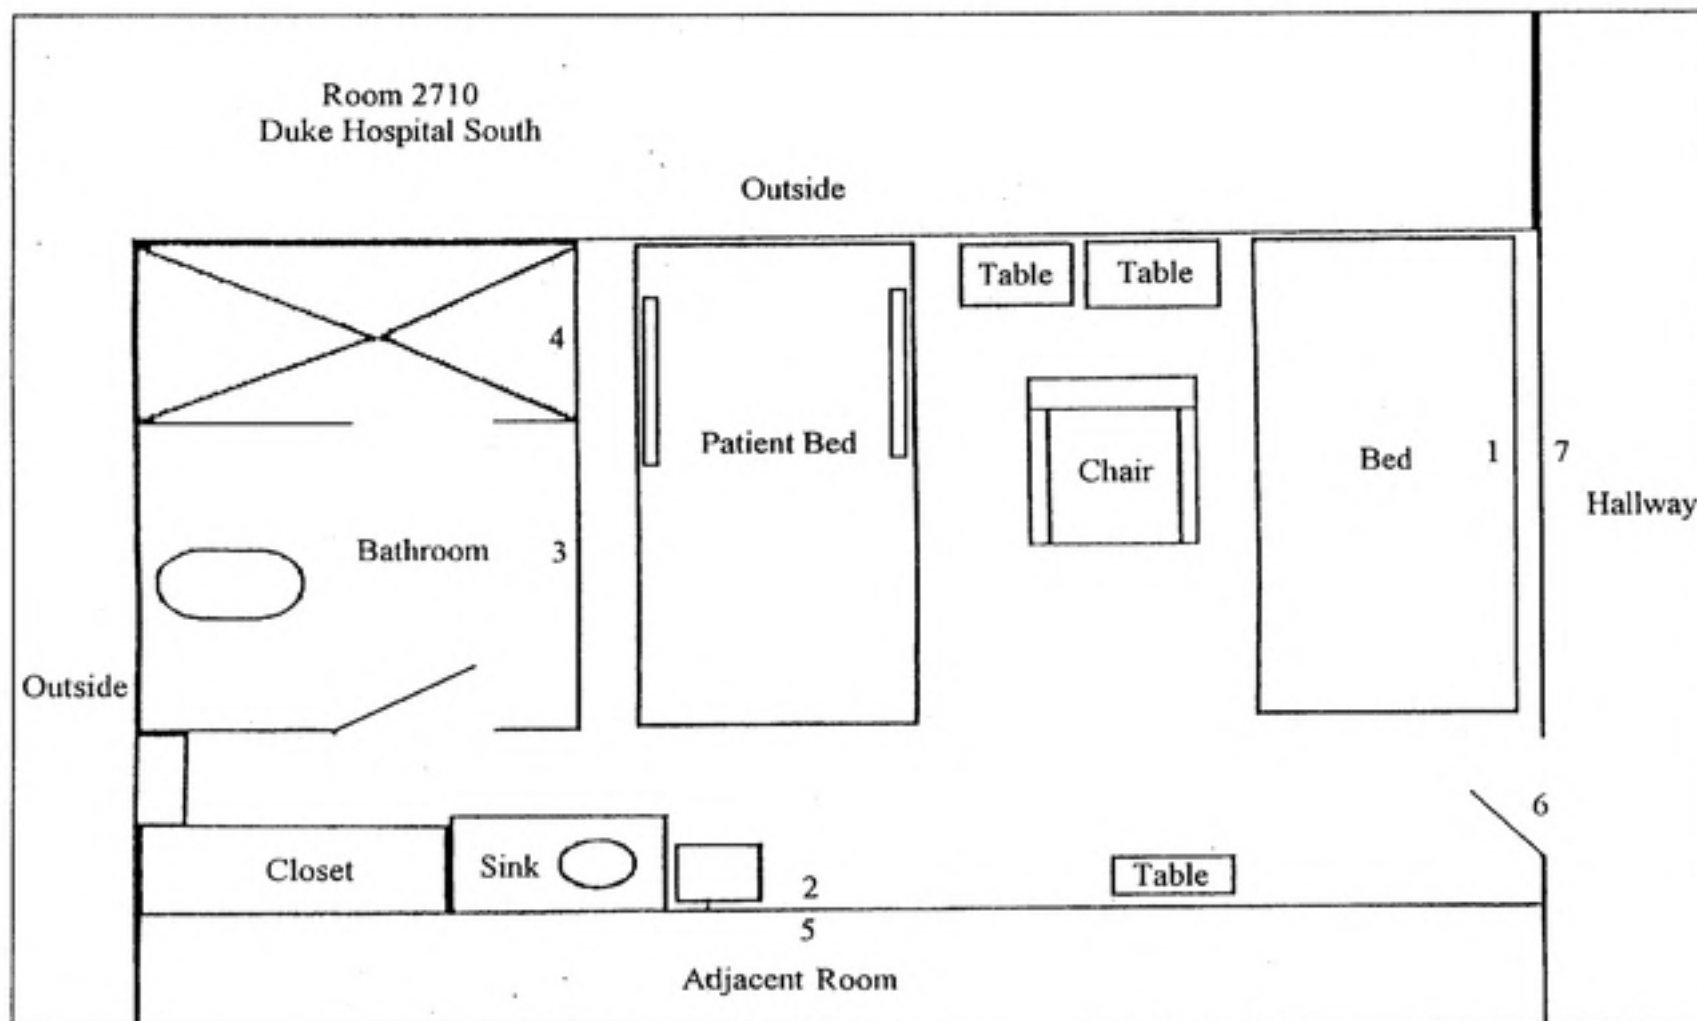 Room 2710
Duke Hospital South
Outside
Table
Table
4
Patient Bed
Chair
Bed
1
7
Hallway
Bathroom
3
Outside
6
Closet
Sink
2
Table
5
Adjacent Room